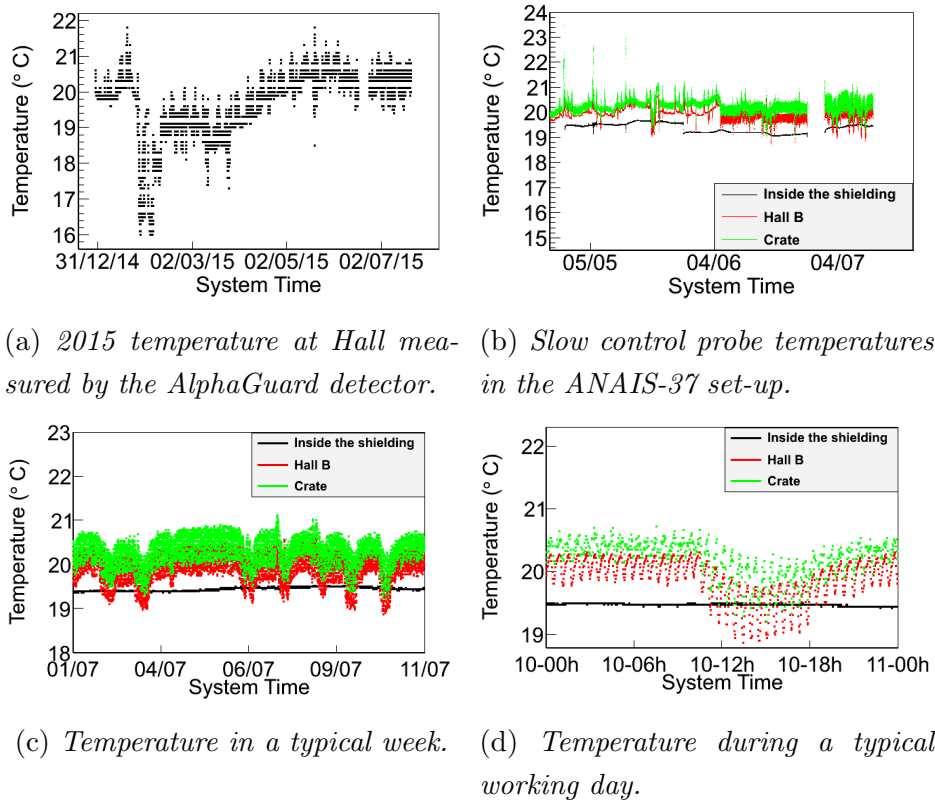 22
21
20
19
18
17
16
Temperature (° C)
31/12/14 02/03/15 02/05/15 02/07/15
System Time
24
23
22
21
20
19
18
17
16
15
Temperature (° C)
Inside the shielding
Hall B
Crate
05/05 04/06 04/07
System Time
(a) 2015 temperature at Hall mea-
sured by the AlphaGuard detector.
(b) Slow control probe temperatures
in the ANAIS-37 set-up.
23
22
21
20
19
18
Temperature (° C)
Inside the shielding
Hall B
Crate
01/07 04/07 06/07 09/07 11/07
System Time
22
21
20
19
Temperature (° C)
Inside the shielding
Hall B
Crate
10-00h 10-06h 10-12h 10-18h 11-00h
System Time
(c) Temperature in a typical week.
(d) Temperature during a typical
working day.